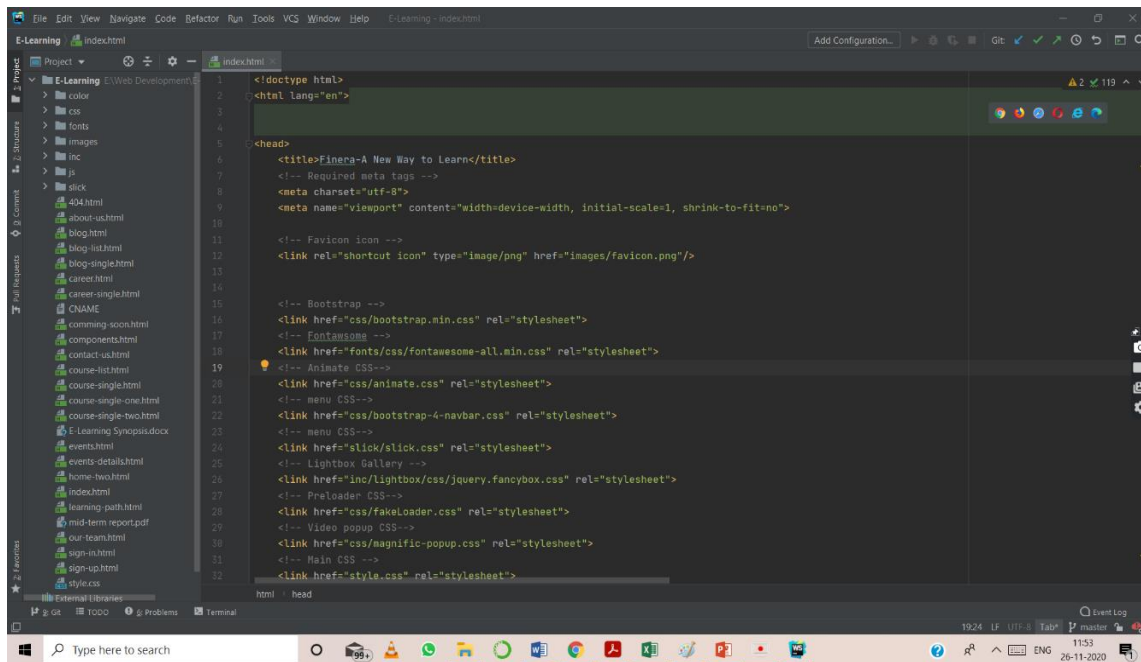 File Edit View Navigate Code Refactor Run Tools VCS Window Help E-Learning - index.html
E-Learning index.html Add Configuration... Git:
Project index.html
E-Learning E:\Web Development\E-
color
css
fonts
images
inc
js
slick
404.html
about-us.html
blog.html
blog-list.html
blog-single.html
career.html
career-single.html
CNAME
comming-soon.html
components.html
contact-us.html
course-list.html
course-single.html
course-single-one.html
course-single-two.html
E-Learning Synopsis.docx
events.html
events-details.html
home-two.html
index.html
learning-path.html
mid-term report.pdf
our-team.html
sign-in.html
sign-up.html
style.css
External Libraries
1: Project
2: Structure
0: Commit
Pull Requests
2: Favorites
2 119
1 <!doctype html>
2 <html lang="en">
3
4
5 <head>
6 <title>Finera-A New Way to Learn</title>
7 <!-- Required meta tags -->
8 <meta charset="utf-8">
9 <meta name="viewport" content="width=device-width, initial-scale=1, shrink-to-fit=no">
10
11 <!-- Favicon icon -->
12 <link rel="shortcut icon" type="image/png" href="images/favicon.png"/>
13
14
15 <!-- Bootstrap -->
16 <link href="css/bootstrap.min.css" rel="stylesheet">
17 <!-- Fontawsome -->
18 <link href="fonts/css/fontawesome-all.min.css" rel="stylesheet">
19 <!-- Animate CSS-->
20 <link href="css/animate.css" rel="stylesheet">
21 <!-- menu CSS-->
22 <link href="css/bootstrap-4-navbar.css" rel="stylesheet">
23 <!-- menu CSS-->
24 <link href="slick/slick.css" rel="stylesheet">
25 <!-- Lightbox Gallery -->
26 <link href="inc/lightbox/css/jquery.fancybox.css" rel="stylesheet">
27 <!-- Preloader CSS-->
28 <link href="css/fakeLoader.css" rel="stylesheet">
29 <!-- Video popup CSS-->
30 <link href="css/magnific-popup.css" rel="stylesheet">
31 <!-- Main CSS -->
32 <link href="style.css" rel="stylesheet">
html head
9: Git TODO 6: Problems Terminal Event Log
19:24 LF UTF-8 Tab* master
Type here to search 99+ ENG 11:53
26-11-2020